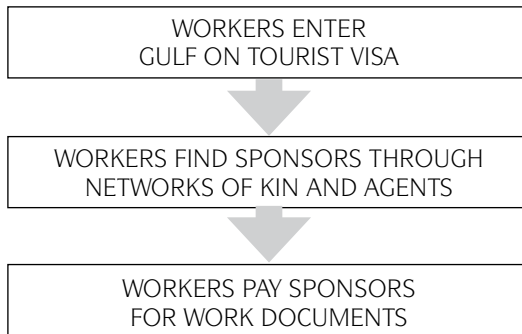 WORKERS ENTER
GULF ON TOURIST VISA
WORKERS FIND SPONSORS THROUGH
NETWORKS OF KIN AND AGENTS
WORKERS PAY SPONSORS
FOR WORK DOCUMENTS